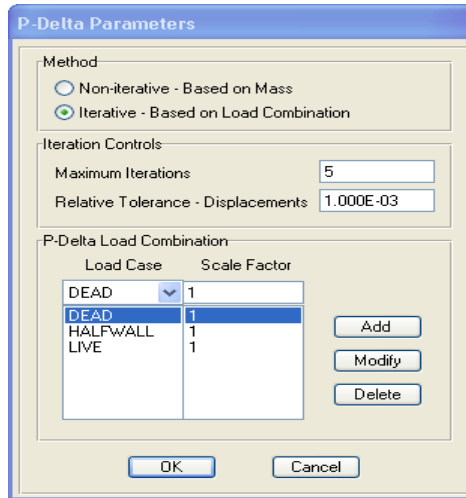 P-Delta Parameters
Method
Non-iterative - Based on Mass
Iterative - Based on Load Combination
Iteration Controls
Maximum Iterations 5
Relative Tolerance - Displacements 1.000E-03
P-Delta Load Combination
Load Case Scale Factor
DEAD 1
DEAD 1
HALFWALL 1
LIVE 1
Add
Modify
Delete
OK Cancel